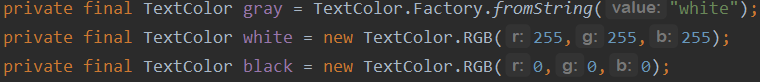 private final TextColor gray = TextColor.Factory.fromString( value: "white");
private final TextColor white = new TextColor.RGB( r: 255, g: 255, b: 255);
private final TextColor black = new TextColor.RGB( r: 0, g: 0, b: 0);